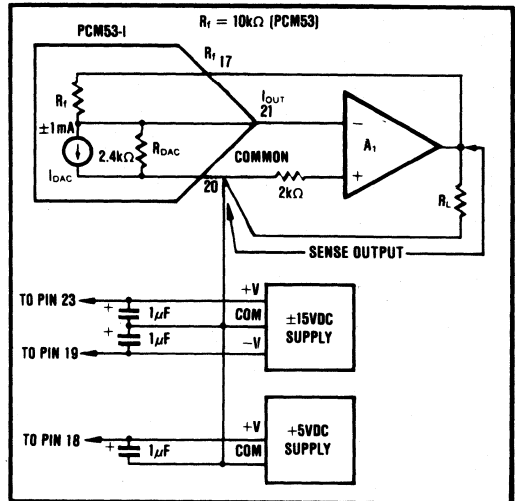 PCM53-I
Rf = 10kΩ (PCM53)
Rf 17
Rf
IOUT
21
±1mA
−
A1
2.4kΩ
RDAC
COMMON
+
IDAC
20
2kΩ
RL
SENSE OUTPUT
TO PIN 23
+V
+
1μF
COM
±15VDC
SUPPLY
+
1μF
TO PIN 19
−V
TO PIN 18
+V
+5VDC
SUPPLY
+
1μF
COM